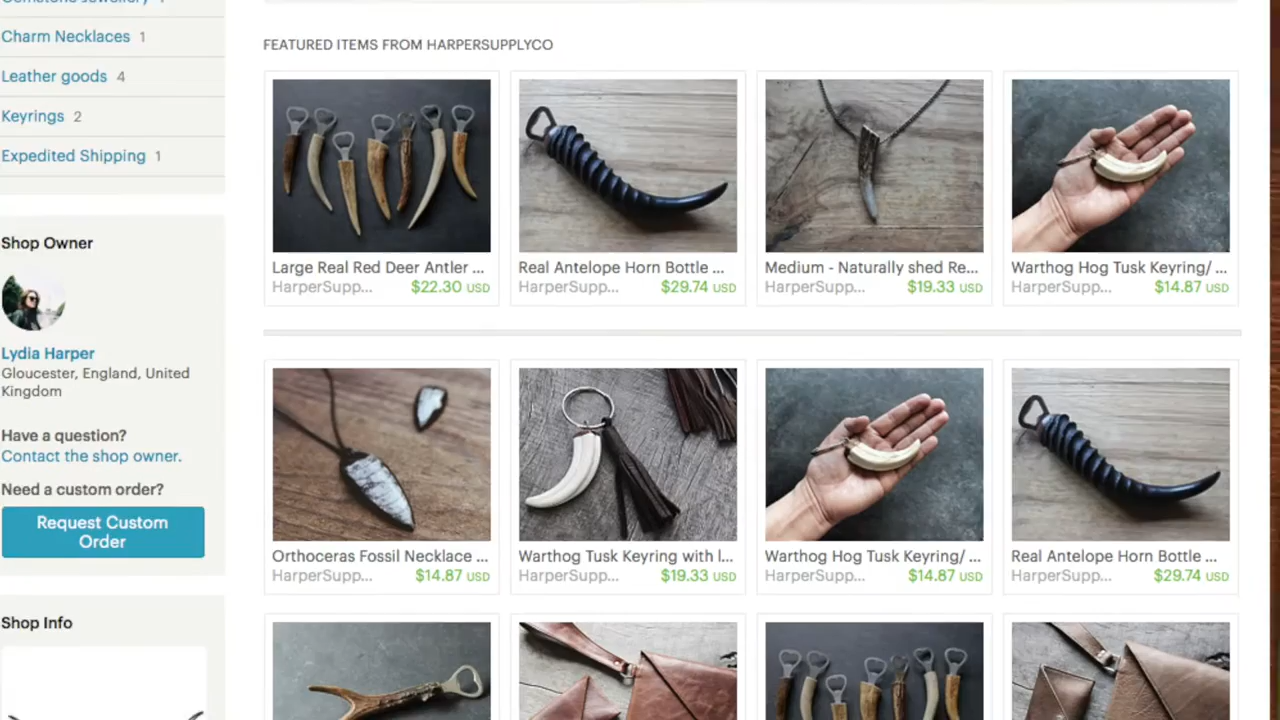 Gemstone Jewellery
Charm Necklaces 1
Leather goods 4
Keyrings 2
Expedited Shipping 1
Shop Owner
Lydia Harper
Gloucester, England, United
Kingdom
Have a question?
Contact the shop owner.
Need a custom order?
Request Custom
Order
Shop Info
FEATURED ITEMS FROM HARPERSUPPLYCO
Large Real Red Deer Antler ...
HarperSupp... $22.30 USD
Real Antelope Horn Bottle ...
HarperSupp... $29.74 USD
Medium - Naturally shed Re...
HarperSupp... $19.33 USD
Warthog Hog Tusk Keyring/ ...
HarperSupp... $14.87 USD
Orthoceras Fossil Necklace ...
HarperSupp... $14.87 USD
Warthog Tusk Keyring with l...
HarperSupp... $19.33 USD
Warthog Hog Tusk Keyring/ ...
HarperSupp... $14.87 USD
Real Antelope Horn Bottle ...
HarperSupp... $29.74 USD